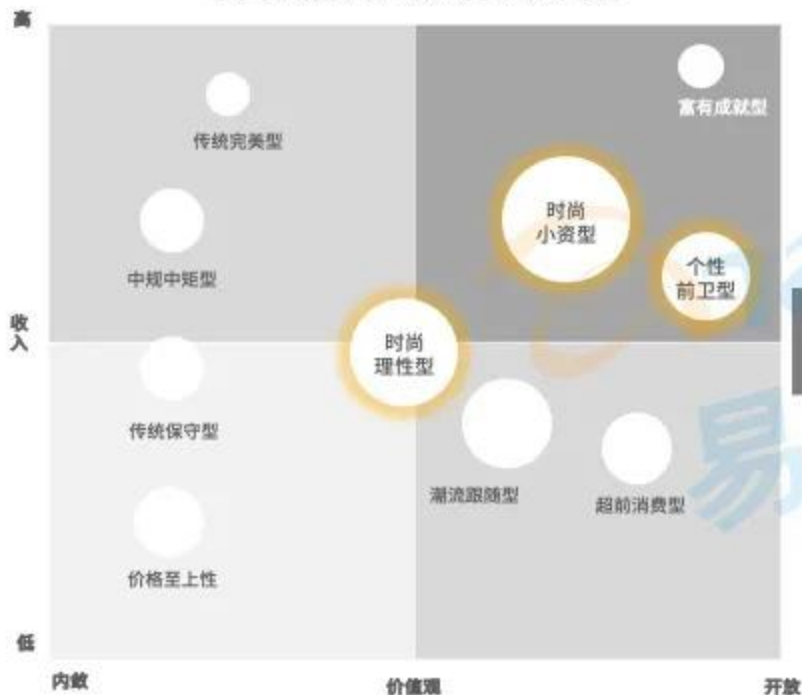 高
富有成就型
传统完美型
时尚
小资型
中规中矩型
个性
前卫型
收
入
时尚
理性型
传统保守型
潮流跟随型
超前消费型
价格至上性
低
内敛
价值观
开放
易